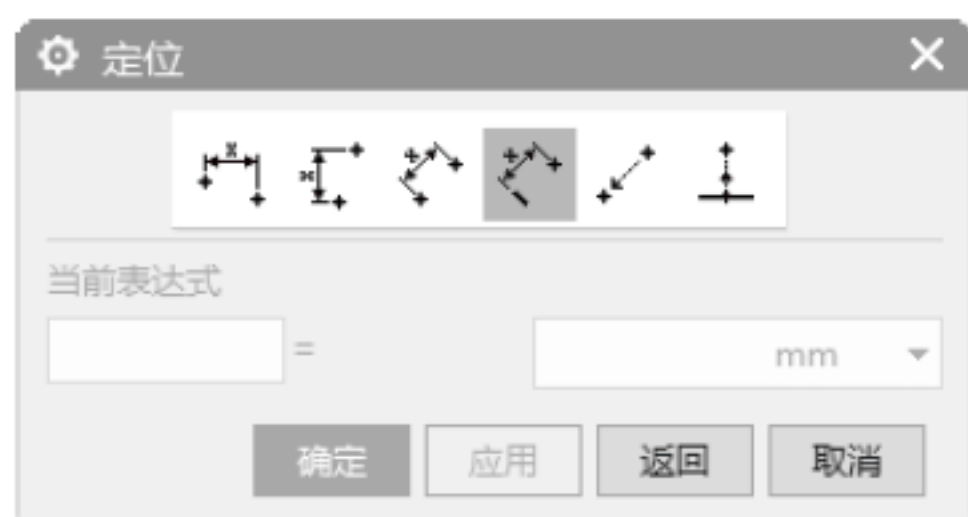 定位
当前表达式
= mm
确定 应用 返回 取消